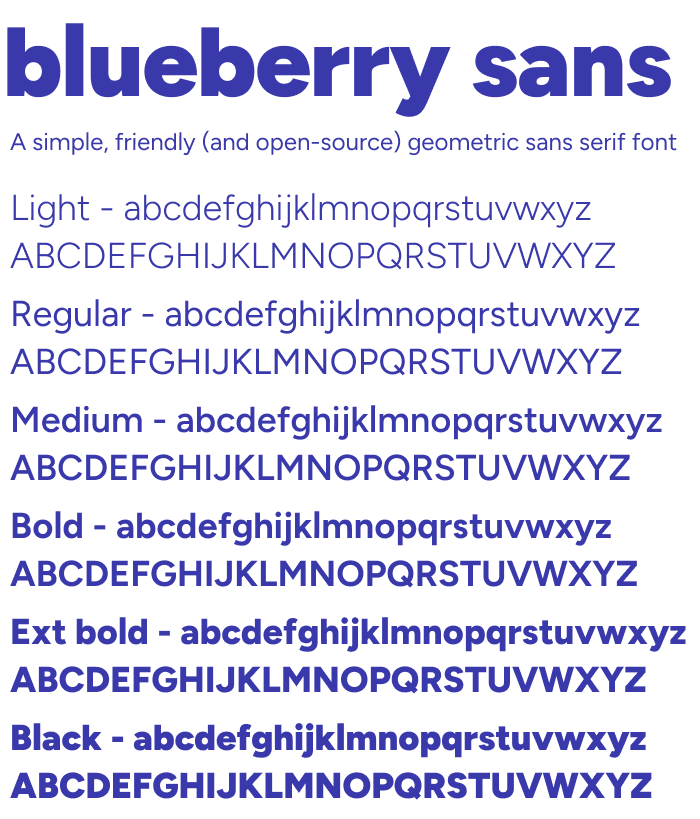 blueberry sans
A simple, friendly (and open-source) geometric sans serif font
Light - abcdefghijklmnopqrstuvwxyz
ABCDEFGHIJKLMNOPQRSTUVWXYZ
Regular - abcdefghijklmnopqrstuvwxyz
ABCDEFGHIJKLMNOPQRSTUVWXYZ
Medium - abcdefghijklmnopqrstuvwxyz
ABCDEFGHIJKLMNOPQRSTUVWXYZ
Bold - abcdefghijklmnopqrstuvwxyz
ABCDEFGHIJKLMNOPQRSTUVWXYZ
Ext bold - abcdefghijklmnopqrstuvwxyz
ABCDEFGHIJKLMNOPQRSTUVWXYZ
Black - abcdefghijklmnopqrstuvwxyz
ABCDEFGHIJKLMNOPQRSTUVWXYZ